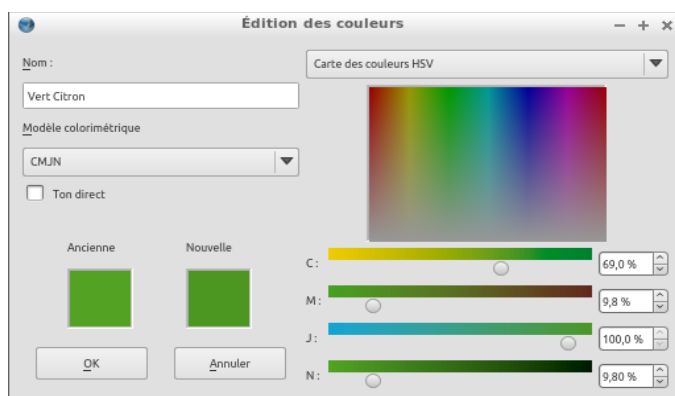 Édition des couleurs
Nom :
Vert Citron
Modèle colorimétrique
CMJN
Ton direct
Ancienne
Nouvelle
OK
Annuler
Carte des couleurs HSV
C :
69,0 %
M :
9,8 %
J :
100,0 %
N :
9,80 %